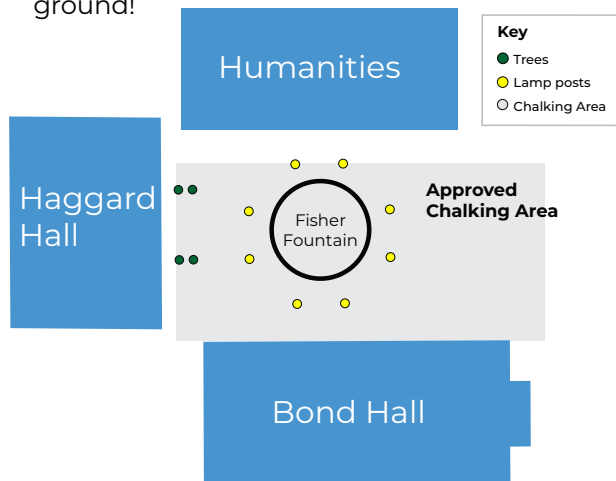 ground!
Humanities
Key
Trees
Lamp posts
Chalking Area
Haggard
Hall
Approved
Chalking Area
Fisher
Fountain
Bond Hall